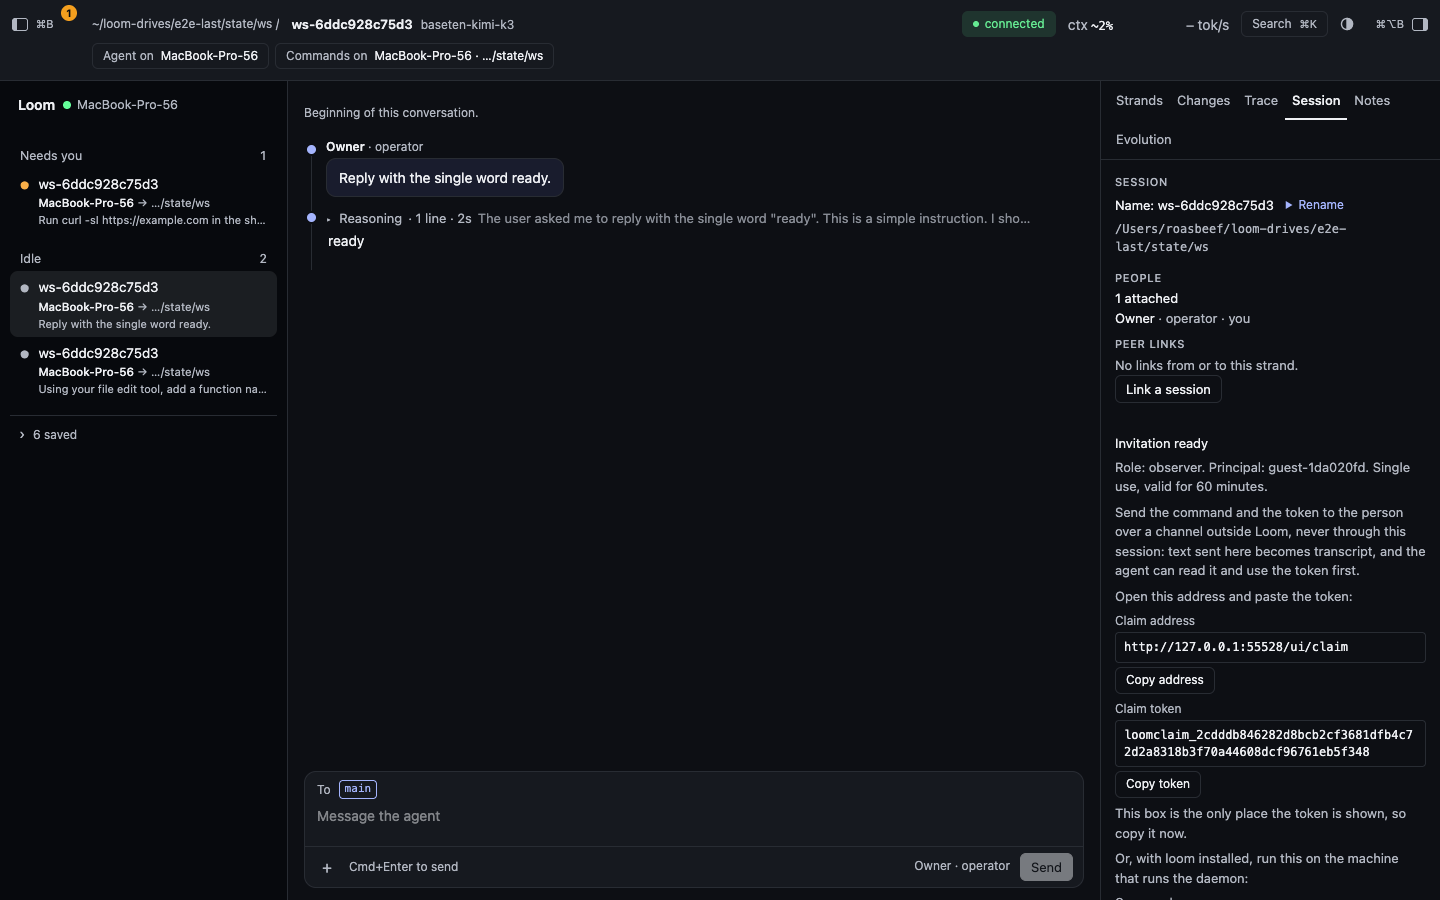 ⌘B
1
~/loom-drives/e2e-last/state/ws / ws-6ddc928c75d3 baseten-kimi-k3
connected
ctx ~2%
– tok/s
Search ⌘K
⌘⌥B
Agent on MacBook-Pro-56
Commands on MacBook-Pro-56 · .../state/ws
Loom MacBook-Pro-56
Needs you 1
ws-6ddc928c75d3
MacBook-Pro-56 → .../state/ws
Run curl -sI https://example.com in the sh...
Idle 2
ws-6ddc928c75d3
MacBook-Pro-56 → .../state/ws
Reply with the single word ready.
ws-6ddc928c75d3
MacBook-Pro-56 → .../state/ws
Using your file edit tool, add a function na...
› 6 saved
Beginning of this conversation.
Owner · operator
Reply with the single word ready.
▸ Reasoning · 1 line · 2s The user asked me to reply with the single word "ready". This is a simple instruction. I sho...
ready
To main
Message the agent
+ Cmd+Enter to send
Owner · operator
Send
Strands Changes Trace Session Notes
Evolution
SESSION
Name: ws-6ddc928c75d3 ▶ Rename
/Users/roasbeef/loom-drives/e2e-
last/state/ws
PEOPLE
1 attached
Owner · operator · you
PEER LINKS
No links from or to this strand.
Link a session
Invitation ready
Role: observer. Principal: guest-1da020fd. Single
use, valid for 60 minutes.
Send the command and the token to the person
over a channel outside Loom, never through this
session: text sent here becomes transcript, and the
agent can read it and use the token first.
Open this address and paste the token:
Claim address
http://127.0.0.1:55528/ui/claim
Copy address
Claim token
loomclaim_2cdddb846282d8bcb2cf3681dfb4c7
2d2a8318b3f70a44608dcf96761eb5f348
Copy token
This box is the only place the token is shown, so
copy it now.
Or, with loom installed, run this on the machine
that runs the daemon: